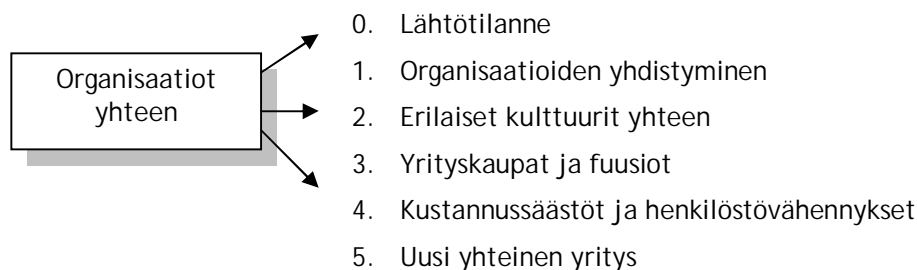 Organisaatiot
yhteen
0. Lähtötilanne
1. Organisaatioiden yhdistyminen
2. Erilaiset kulttuurit yhteen
3. Yrityskaupat ja fuusiot
4. Kustannussäästöt ja henkilöstövähennykset
5. Uusi yhteinen yritys